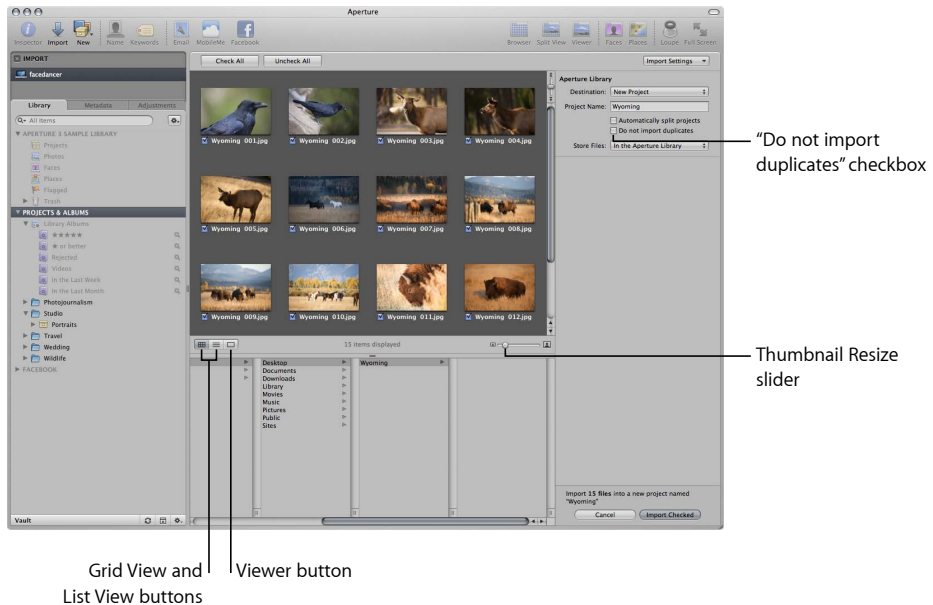 Aperture
Inspector Import New Name Keywords Email MobileMe Facebook Browser Split View Viewer Faces Places Loupe Full Screen
IMPORT
facedancer
Library Metadata Adjustments
All Items
APERTURE 3 SAMPLE LIBRARY
Projects
Photos
Faces
Places
Flagged
Trash
PROJECTS & ALBUMS
Library Albums
★★★★★
★ or better
Rejected
Videos
In the Last Week
In the Last Month
Photojournalism
Studio
Portraits
Travel
Wedding
Wildlife
FACEBOOK
Vault
Check All Uncheck All Import Settings
Wyoming 001.jpg Wyoming 002.jpg Wyoming 003.jpg Wyoming 004.jpg
Wyoming 005.jpg Wyoming 006.jpg Wyoming 007.jpg Wyoming 008.jpg
Wyoming 009.jpg Wyoming 010.jpg Wyoming 011.jpg Wyoming 012.jpg
15 items displayed
Desktop
Documents
Downloads
Library
Movies
Music
Pictures
Public
Sites
Wyoming
Aperture Library
Destination: New Project
Project Name: Wyoming
Automatically split projects
Do not import duplicates
Store Files: In the Aperture Library
Import 15 files into a new project named
"Wyoming"
Cancel Import Checked
“Do not import
duplicates” checkbox
Thumbnail Resize
slider
Grid View and
List View buttons
Viewer button